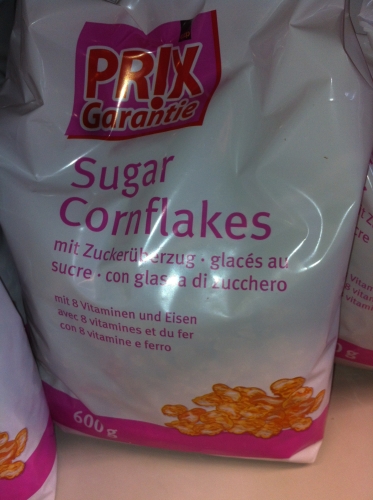 PRIX
Garantie
Sugar
Cornflakes
mit Zuckerüberzug · glacés au
sucre · con glassa di zucchero
mit 8 Vitaminen und Eisen
avec 8 vitamines et du fer
con 8 vitamine e ferro
600g